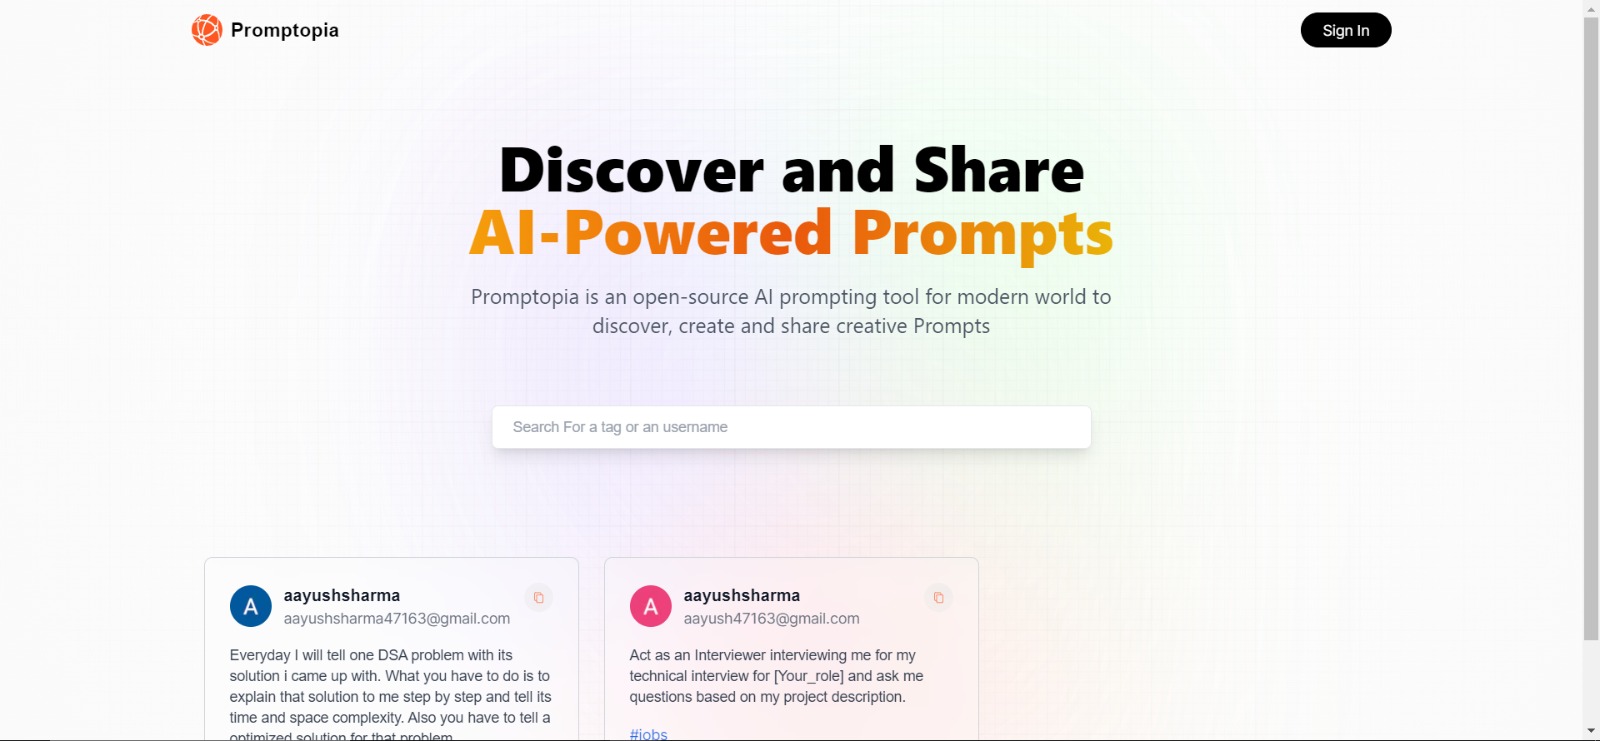 Promptopia
Sign In
Discover and Share
AI-Powered Prompts
Promptopia is an open-source AI prompting tool for modern world to
discover, create and share creative Prompts
Search For a tag or an username
A
aayushsharma
aayushsharma47163@gmail.com
Everyday I will tell one DSA problem with its
solution i came up with. What you have to do is to
explain that solution to me step by step and tell its
time and space complexity. Also you have to tell a
optimized solution for that problem.
A
aayushsharma
aayush47163@gmail.com
Act as an Interviewer interviewing me for my
technical interview for [Your_role] and ask me
questions based on my project description.
#jobs